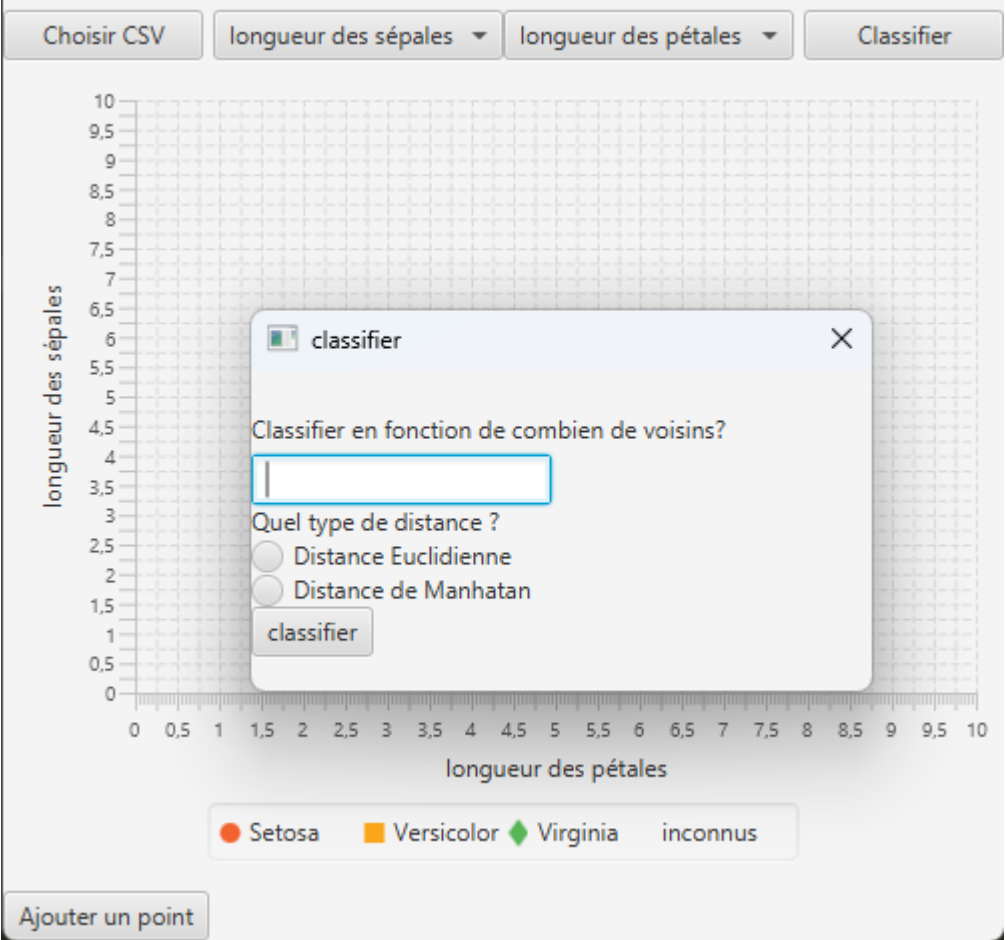 Choisir CSV
longueur des sépales
longueur des pétales
Classifier
10
9,5
9
8,5
8
7,5
7
6,5
6
5,5
5
4,5
4
3,5
3
2,5
2
1,5
1
0,5
0
longueur des sépales
classifier
Classifier en fonction de combien de voisins?
Quel type de distance ?
Distance Euclidienne
Distance de Manhatan
classifier
0 0,5 1 1,5 2 2,5 3 3,5 4 4,5 5 5,5 6 6,5 7 7,5 8 8,5 9 9,5 10
longueur des pétales
Setosa Versicolor Virginia inconnus
Ajouter un point